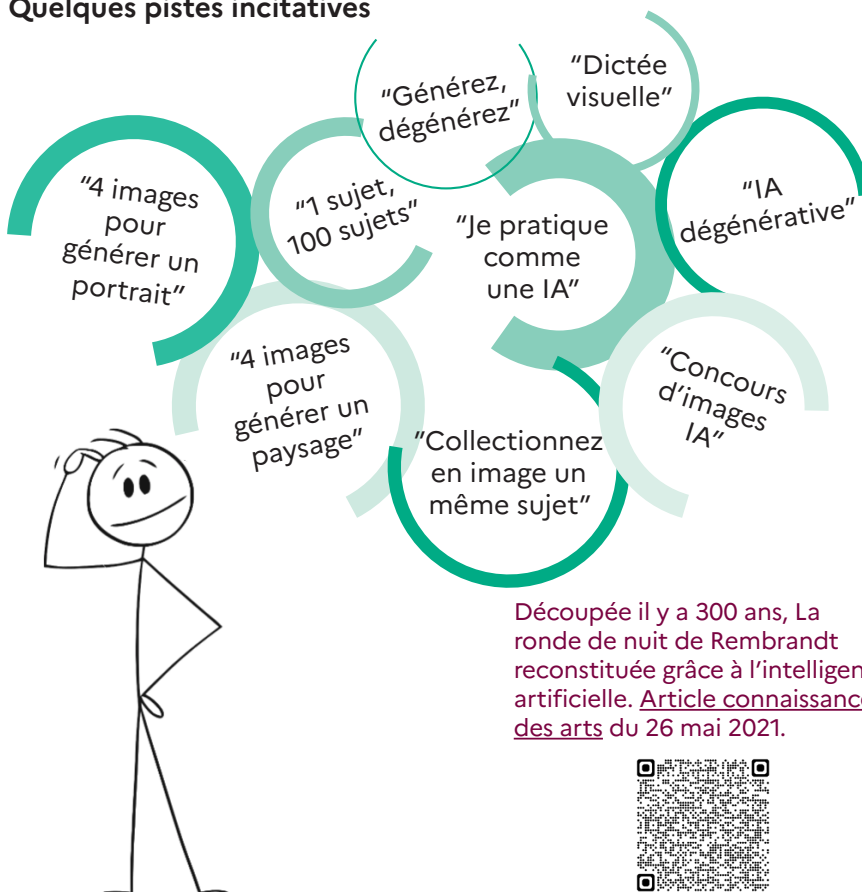 Quelques pistes incitatives
"Générez,
dégénérez"
"Dictée
visuelle"
"4 images
pour
générer un
portrait"
"1 sujet,
100 sujets"
"Je pratique
comme
une IA"
"IA
dégénérative"
"4 images
pour
générer un
paysage"
"Collectionnez
en image un
même sujet"
"Concours
d'images
IA"
Découpée il y a 300 ans, La
ronde de nuit de Rembrandt
reconstituée grâce à l'intelligen
artificielle. Article connaissanc
des arts du 26 mai 2021.